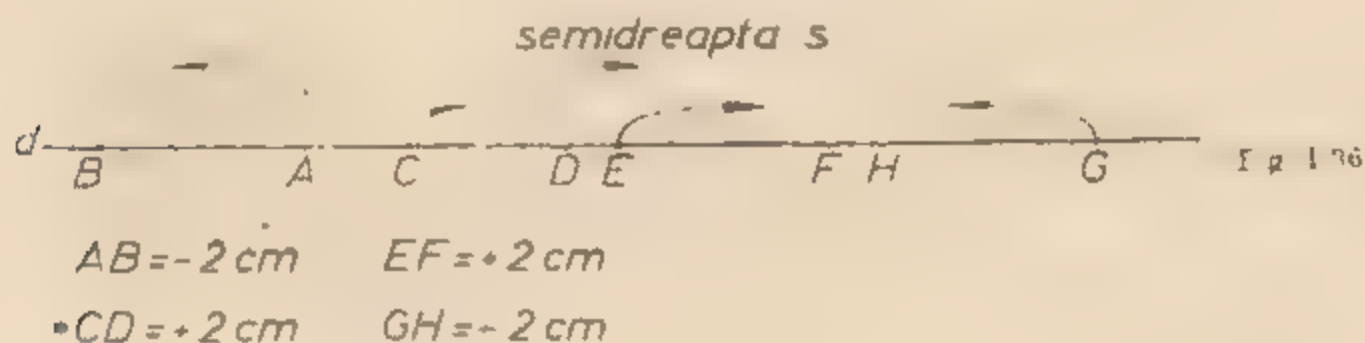 semidreapta s
d B A C D E F H G
AB = - 2 cm EF = + 2 cm
CD = + 2 cm GH = - 2 cm